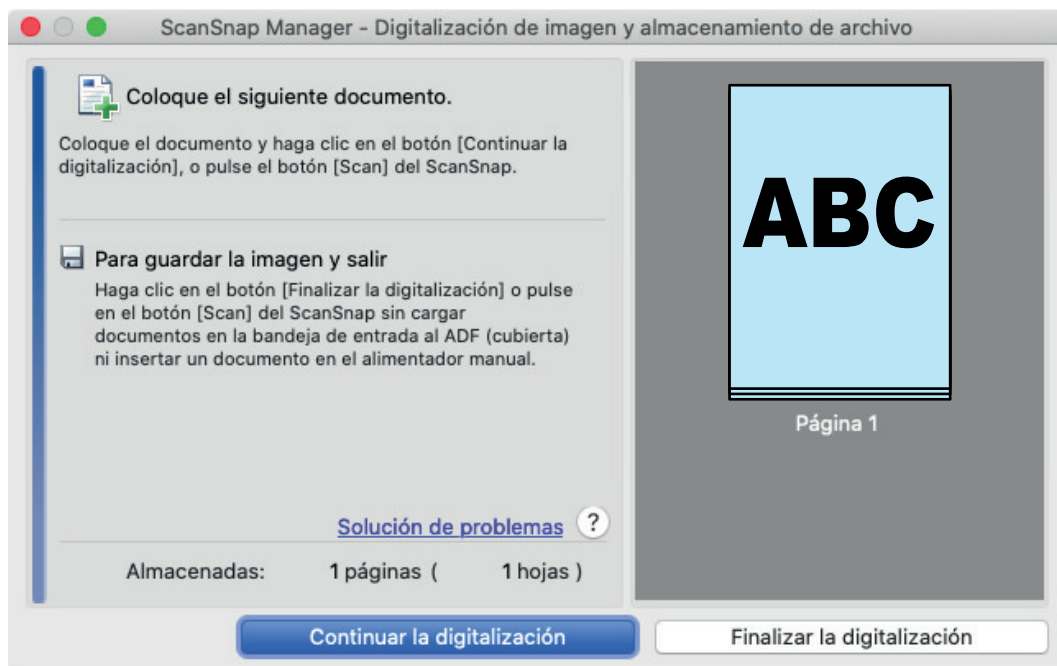 ScanSnap Manager - Digitalización de imagen y almacenamiento de archivo
Coloque el siguiente documento.
Coloque el documento y haga clic en el botón [Continuar la
digitalización], o pulse el botón [Scan] del ScanSnap.
Para guardar la imagen y salir
Haga clic en el botón [Finalizar la digitalización] o pulse
en el botón [Scan] del ScanSnap sin cargar
documentos en la bandeja de entrada al ADF (cubierta)
ni insertar un documento en el alimentador manual.
Solución de problemas ?
Almacenadas: 1 páginas ( 1 hojas )
ABC
Página 1
Continuar la digitalización
Finalizar la digitalización